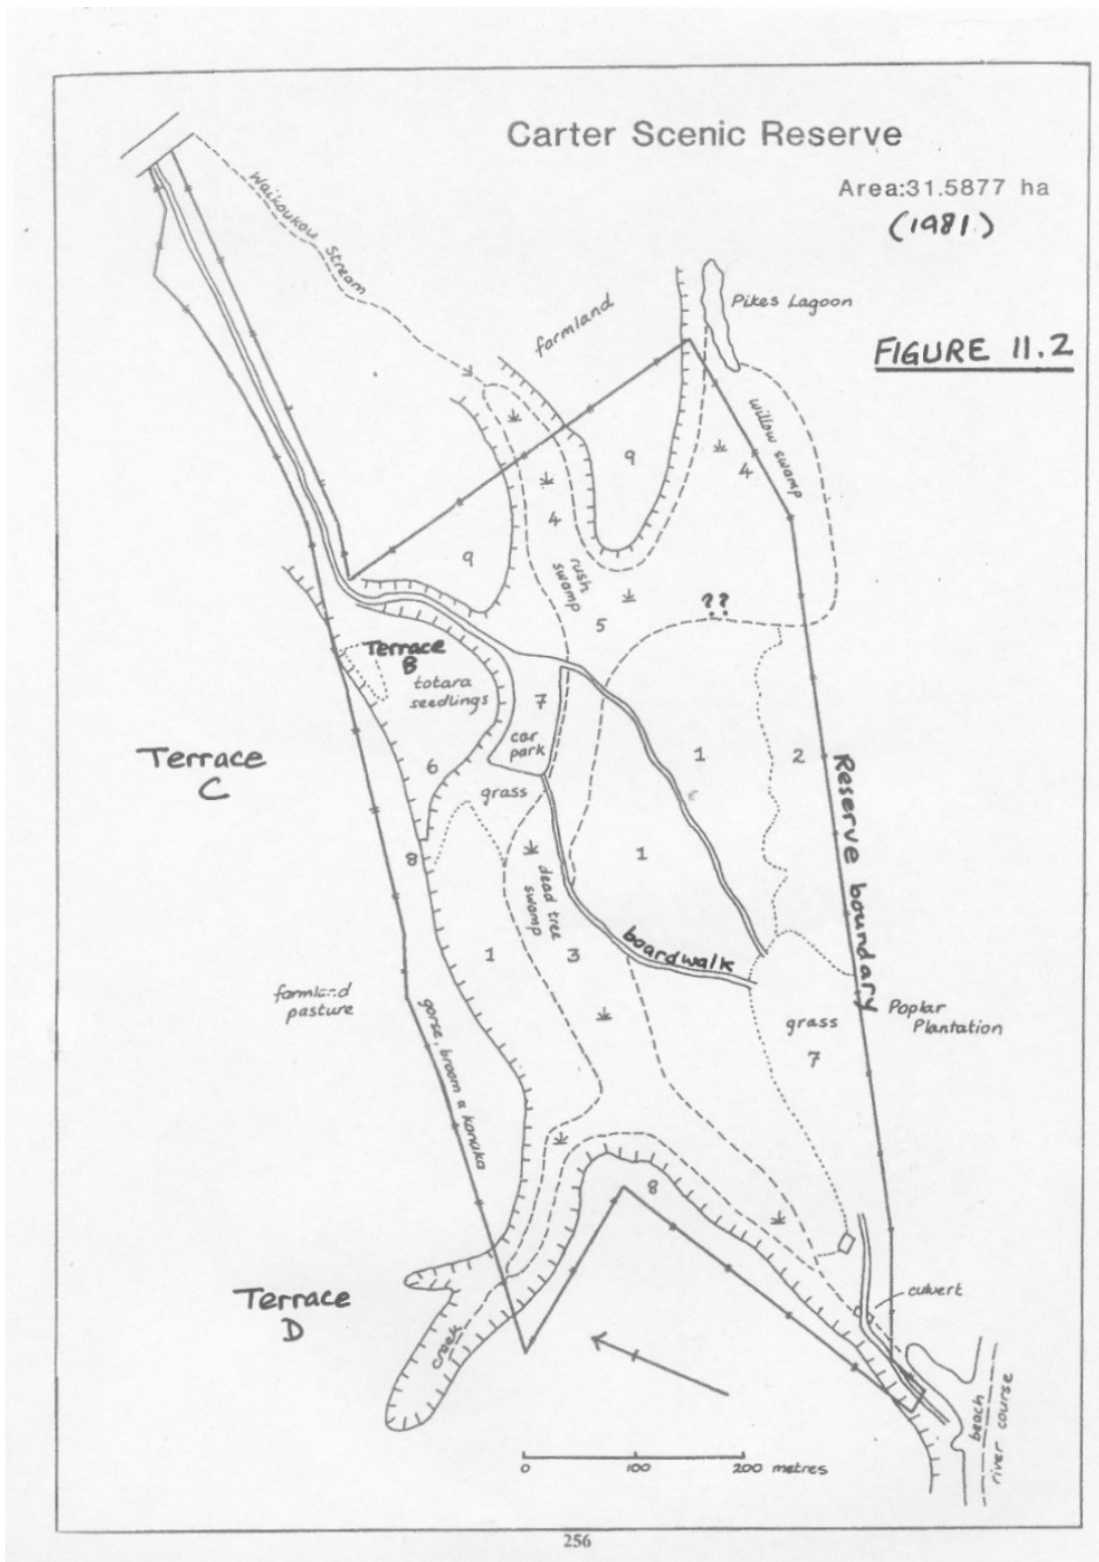 Carter Scenic Reserve
Area:31.5877 ha
(1981)
FIGURE 11.2
Waikoukou Stream
farmland
Pikes Lagoon
willow swamp
4
9
4
9
rush
swamp
5
??
Terrace
B
totara
seedlings
7
car
park
6
grass
Terrace
C
1
2
Reserve boundary
8
1
dead tree
swamp
1
3
boardwalk
farmland
pasture
gorse, broom & kanuka
grass
7
Poplar
Plantation
8
Terrace
D
creek
culvert
beach
river course
0 100 200 metres
256